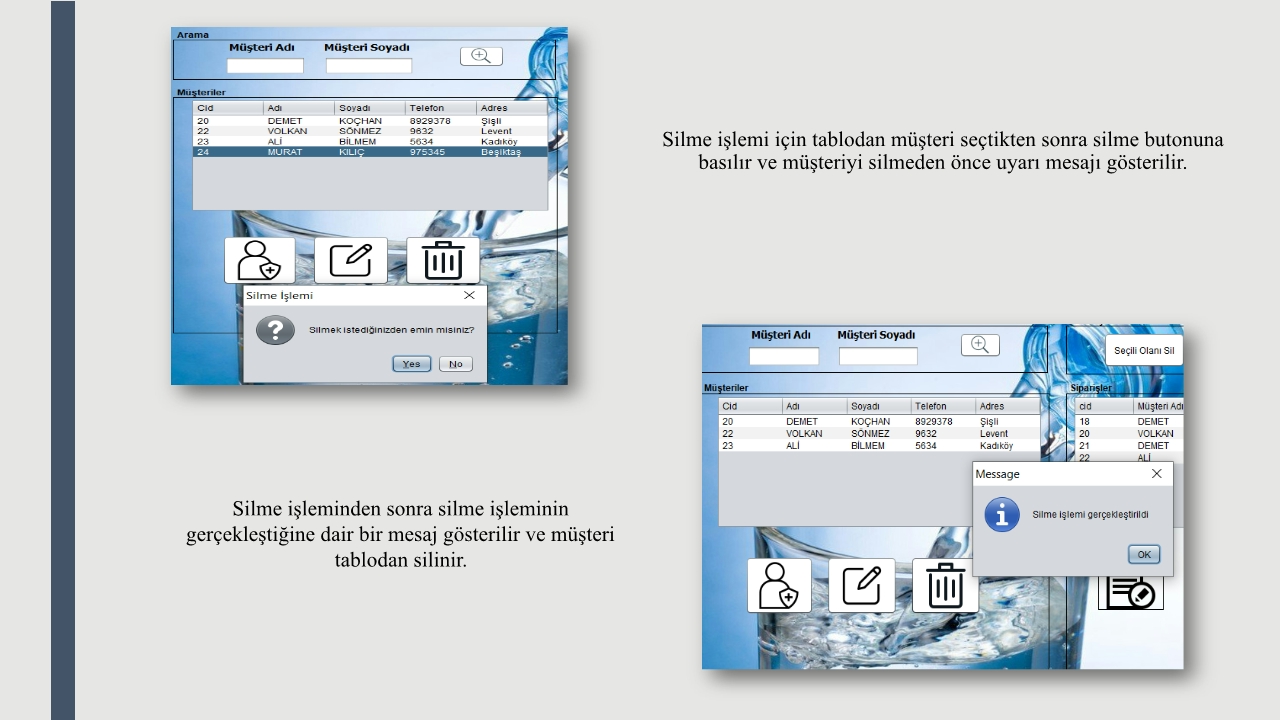 Arama
Müşteri Adı Müşteri Soyadı
Müşteriler
Cid Adı Soyadı Telefon Adres
20 DEMET KOÇHAN 8929378 Şişli
22 VOLKAN SÖNMEZ 9632 Levent
23 ALİ BİLMEM 5634 Kadıköy
24 MURAT KILIÇ 975345 Beşiktaş
Silme İşlemi
Silmek istediğinizden emin misiniz?
Yes No
Silme işlemi için tablodan müşteri seçtikten sonra silme butonuna
basılır ve müşteriyi silmeden önce uyarı mesajı gösterilir.
Silme işleminden sonra silme işleminin
gerçekleştiğine dair bir mesaj gösterilir ve müşteri
tablodan silinir.
Müşteri Adı Müşteri Soyadı
Seçili Olanı Sil
Müşteriler Siparişler
Cid Adı Soyadı Telefon Adres cid Müşteri Adı
20 DEMET KOÇHAN 8929378 Şişli 18 DEMET
22 VOLKAN SÖNMEZ 9632 Levent 20 VOLKAN
23 ALİ BİLMEM 5634 Kadıköy 21 DEMET
22 ALİ
Message
Silme işlemi gerçekleştirildi
OK